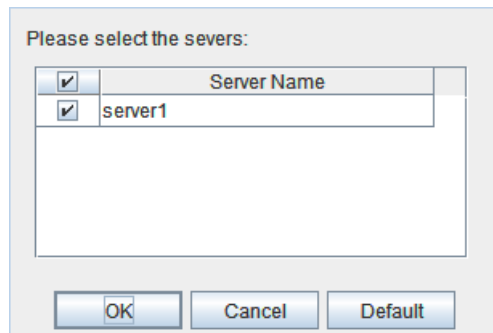 Please select the severs:
Server Name
server1
OK Cancel Default